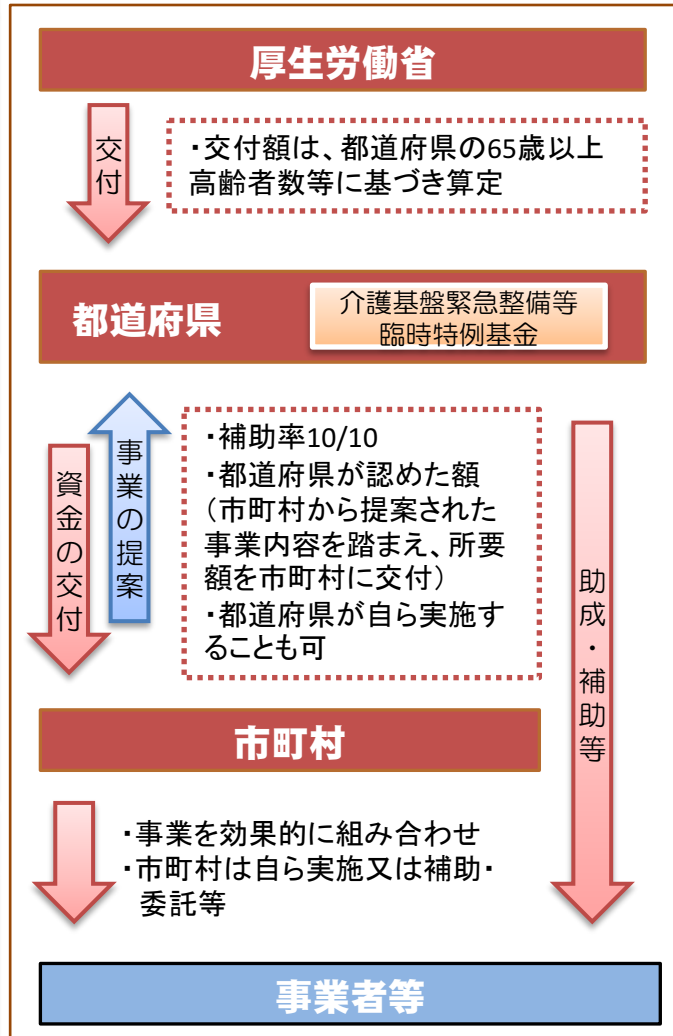 厚生労働省
交付
・交付額は、都道府県の65歳以上
高齢者数等に基づき算定
都道府県
介護基盤緊急整備等
臨時特例基金
資金の交付
事業の提案
・補助率10/10
・都道府県が認めた額
（市町村から提案された
事業内容を踏まえ、所要
額を市町村に交付）
・都道府県が自ら実施す
ることも可
助成・補助等
市町村
・事業を効果的に組み合わせ
・市町村は自ら実施又は補助・
委託等
事業者等